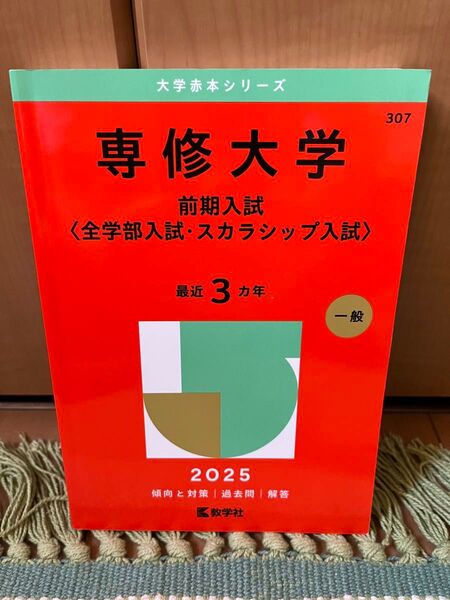 大学赤本シリーズ
307
専修大学
前期入試
〈全学部入試・スカラシップ入試〉
最近3カ年
一般
2025
傾向と対策|過去問|解答
教学社